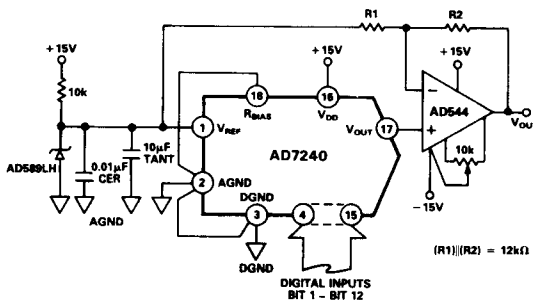 R1
R2
+15V
+15V
+15V
10k
18
RBIAS
16
VDD
1
VREF
VOUT
17
−
+
AD544
VOU
AD7240
10k
AD589LH
0.01μF
CER
10μF
TANT
2
AGND
DGND
3
4
15
−15V
AGND
DGND
(R1)||(R2) = 12kΩ
DIGITAL INPUTS
BIT 1 – BIT 12